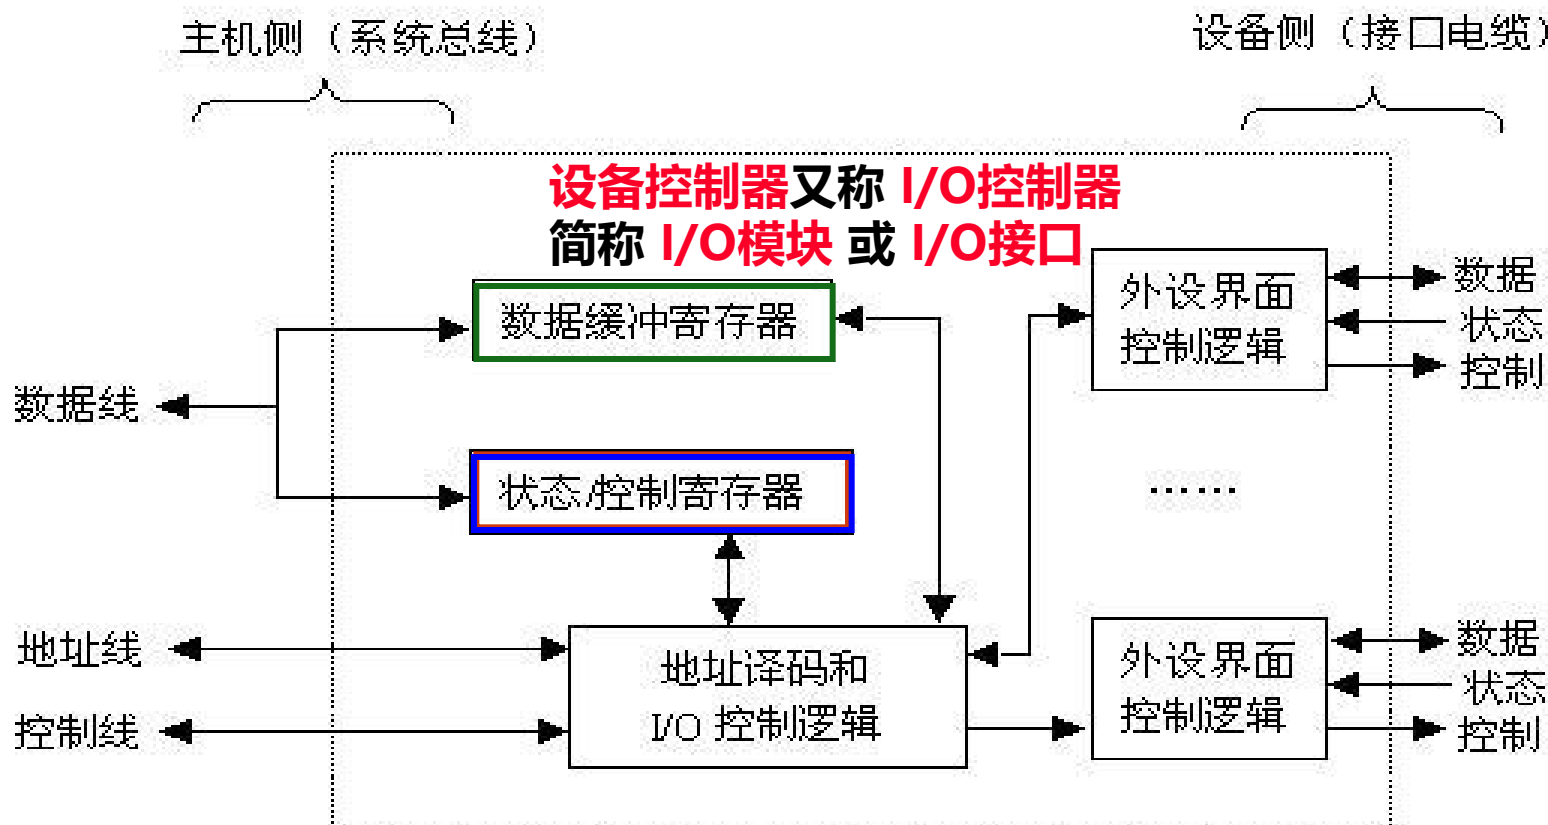 主机侧（系统总线）
设备侧（接口电缆）
设备控制器又称 I/O控制器
简称 I/O模块 或 I/O接口
数据缓冲寄存器
外设界面
控制逻辑
数据
状态
控制
数据线
状态/控制寄存器
……
地址线
控制线
地址译码和
I/O 控制逻辑
外设界面
控制逻辑
数据
状态
控制